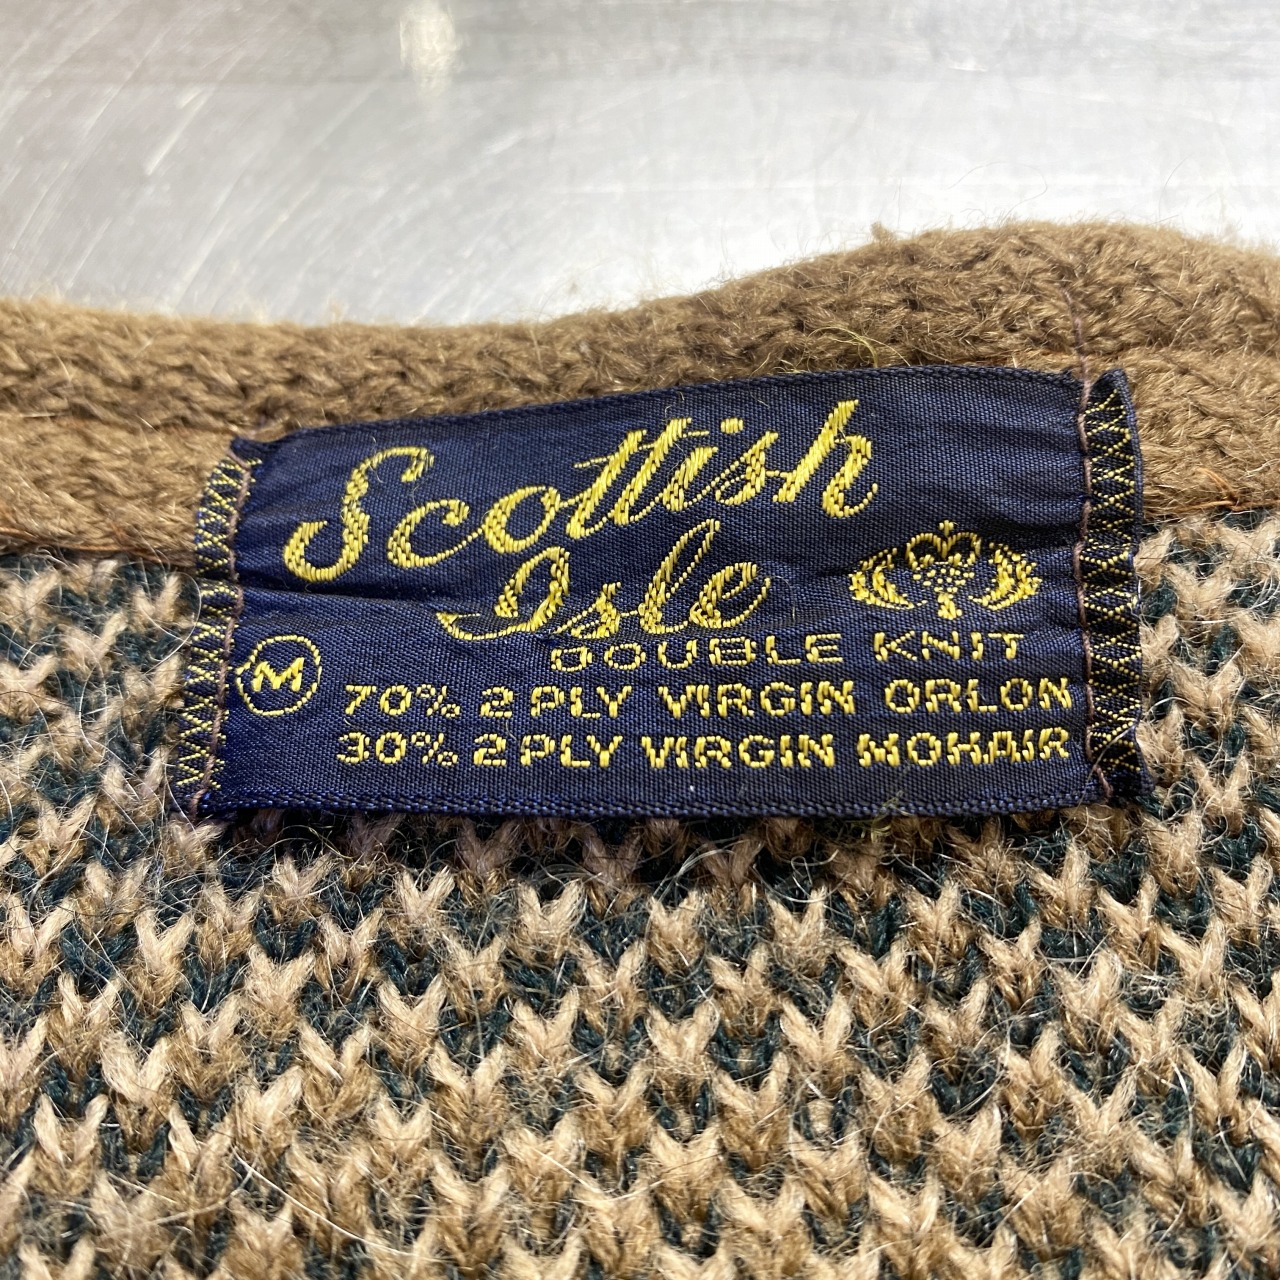 Scottish
Isle
DOUBLE KNIT
M
70% 2 PLY VIRGIN ORLON
30% 2 PLY VIRGIN MOHAIR